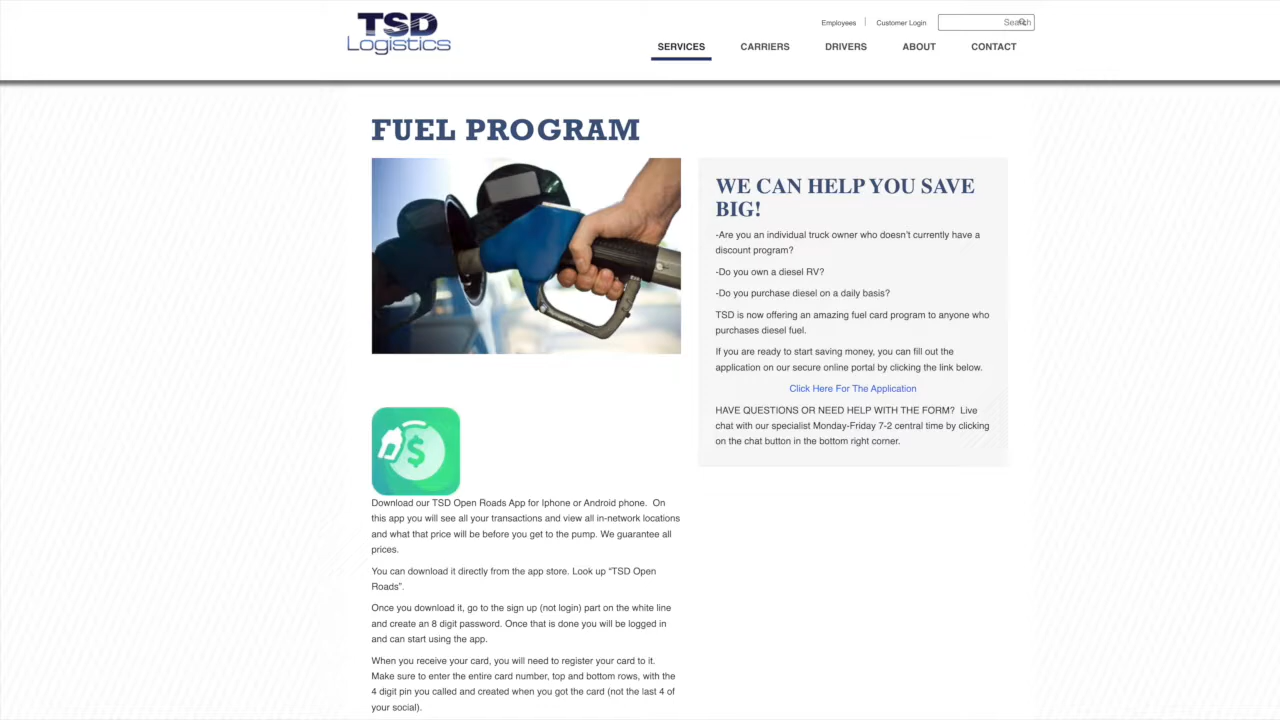 TSD
Logistics
Employees
Customer Login
Search
SERVICES
CARRIERS
DRIVERS
ABOUT
CONTACT
FUEL PROGRAM
Download our TSD Open Roads App for Iphone or Android phone.  On
this app you will see all your transactions and view all in-network locations
and what that price will be before you get to the pump. We guarantee all
prices.
You can download it directly from the app store. Look up “TSD Open
Roads”.
Once you download it, go to the sign up (not login) part on the white line
and create an 8 digit password. Once that is done you will be logged in
and can start using the app.
When you receive your card, you will need to register your card to it.
Make sure to enter the entire card number, top and bottom rows, with the
4 digit pin you called and created when you got the card (not the last 4 of
your social).
WE CAN HELP YOU SAVE
BIG!
-Are you an individual truck owner who doesn’t currently have a
discount program?
-Do you own a diesel RV?
-Do you purchase diesel on a daily basis?
TSD is now offering an amazing fuel card program to anyone who
purchases diesel fuel.
If you are ready to start saving money, you can fill out the
application on our secure online portal by clicking the link below.
Click Here For The Application
HAVE QUESTIONS OR NEED HELP WITH THE FORM?  Live
chat with our specialist Monday-Friday 7-2 central time by clicking
on the chat button in the bottom right corner.